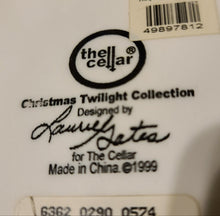 49897812
the
cellar
Christmas Twilight Collection
Designed by
Laurie Gates
for The Cellar
Made in China.©1999
6362 0290 0574